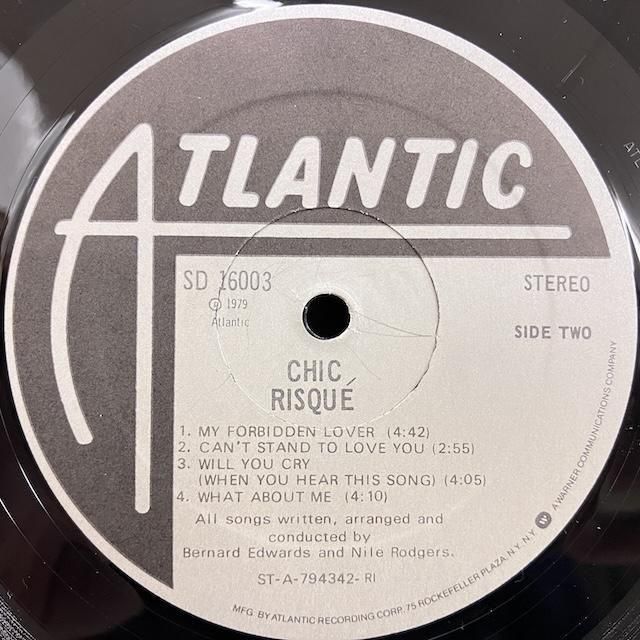 ATLANTIC
SD 16003
STEREO
℗ 1979
Atlantic
SIDE TWO
CHIC
RISQUÉ
1. MY FORBIDDEN LOVER (4:42)
2. CAN'T STAND TO LOVE YOU (2:55)
3. WILL YOU CRY
(WHEN YOU HEAR THIS SONG) (4:05)
4. WHAT ABOUT ME (4:10)
All songs written, arranged and
conducted by
Bernard Edwards and Nile Rodgers.
ST-A-794342-RI
MFG. BY ATLANTIC RECORDING CORP. 75 ROCKEFELLER PLAZA, N.Y. N.Y. A WARNER COMMUNICATIONS COMPANY